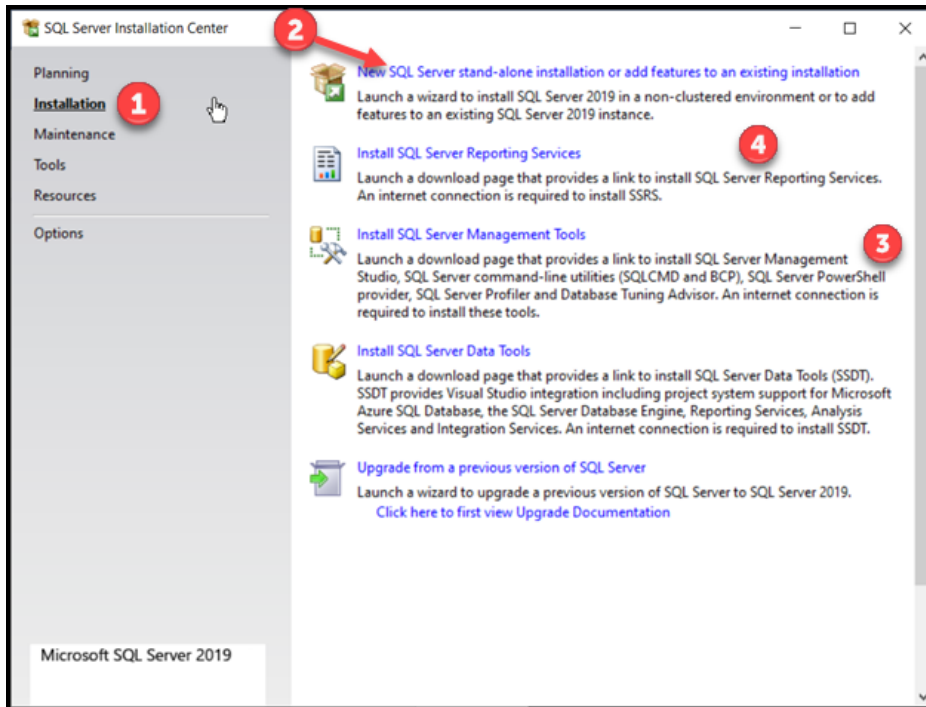 SQL Server Installation Center
2
Planning
Installation
1
Maintenance
Tools
Resources
Options
New SQL Server stand-alone installation or add features to an existing installation
Launch a wizard to install SQL Server 2019 in a non-clustered environment or to add
features to an existing SQL Server 2019 instance.
4
Install SQL Server Reporting Services
Launch a download page that provides a link to install SQL Server Reporting Services.
An internet connection is required to install SSRS.
Install SQL Server Management Tools
3
Launch a download page that provides a link to install SQL Server Management
Studio, SQL Server command-line utilities (SQLCMD and BCP), SQL Server PowerShell
provider, SQL Server Profiler and Database Tuning Advisor. An internet connection is
required to install these tools.
Install SQL Server Data Tools
Launch a download page that provides a link to install SQL Server Data Tools (SSDT).
SSDT provides Visual Studio integration including project system support for Microsoft
Azure SQL Database, the SQL Server Database Engine, Reporting Services, Analysis
Services and Integration Services. An internet connection is required to install SSDT.
Upgrade from a previous version of SQL Server
Launch a wizard to upgrade a previous version of SQL Server to SQL Server 2019.
Click here to first view Upgrade Documentation
Microsoft SQL Server 2019